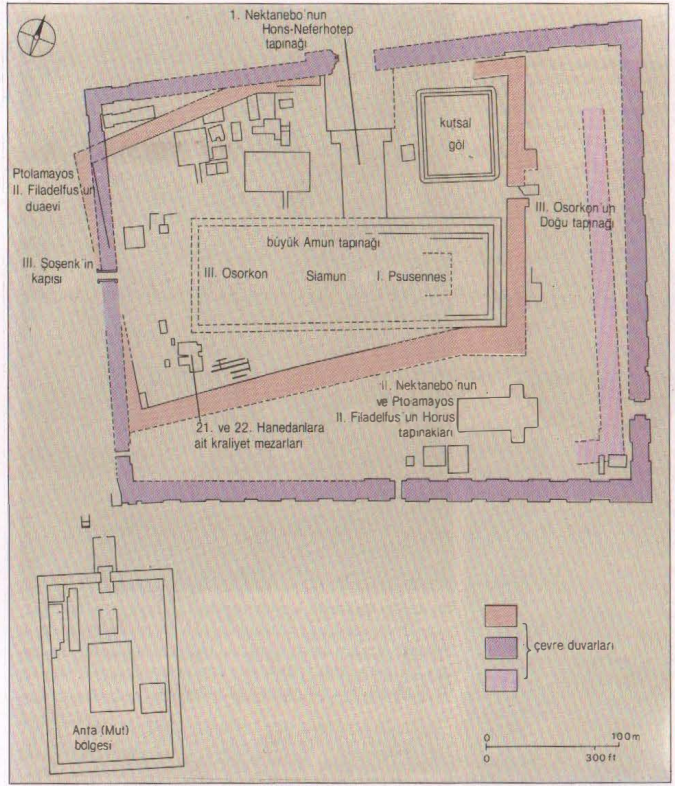 1. Nektanebo'nun
Hons-Neferhotep
tapınağı
kutsal
göl
Ptolamayos
II. Filadelfus'un
duaevi
III. Osorkon'un
Doğu tapınağı
büyük Amun tapınağı
III. Şoşenk'in
kapısı
III. Osorkon
Siamun
I. Psusennes
II. Nektanebo'nun
ve Ptolamayos
II. Filadelfus'un Horus
tapınakları
21. ve 22. Hanedanlara
ait kraliyet mezarları
çevre duvarları
Anta (Mut)
bölgesi
0 100 m
0 300 ft